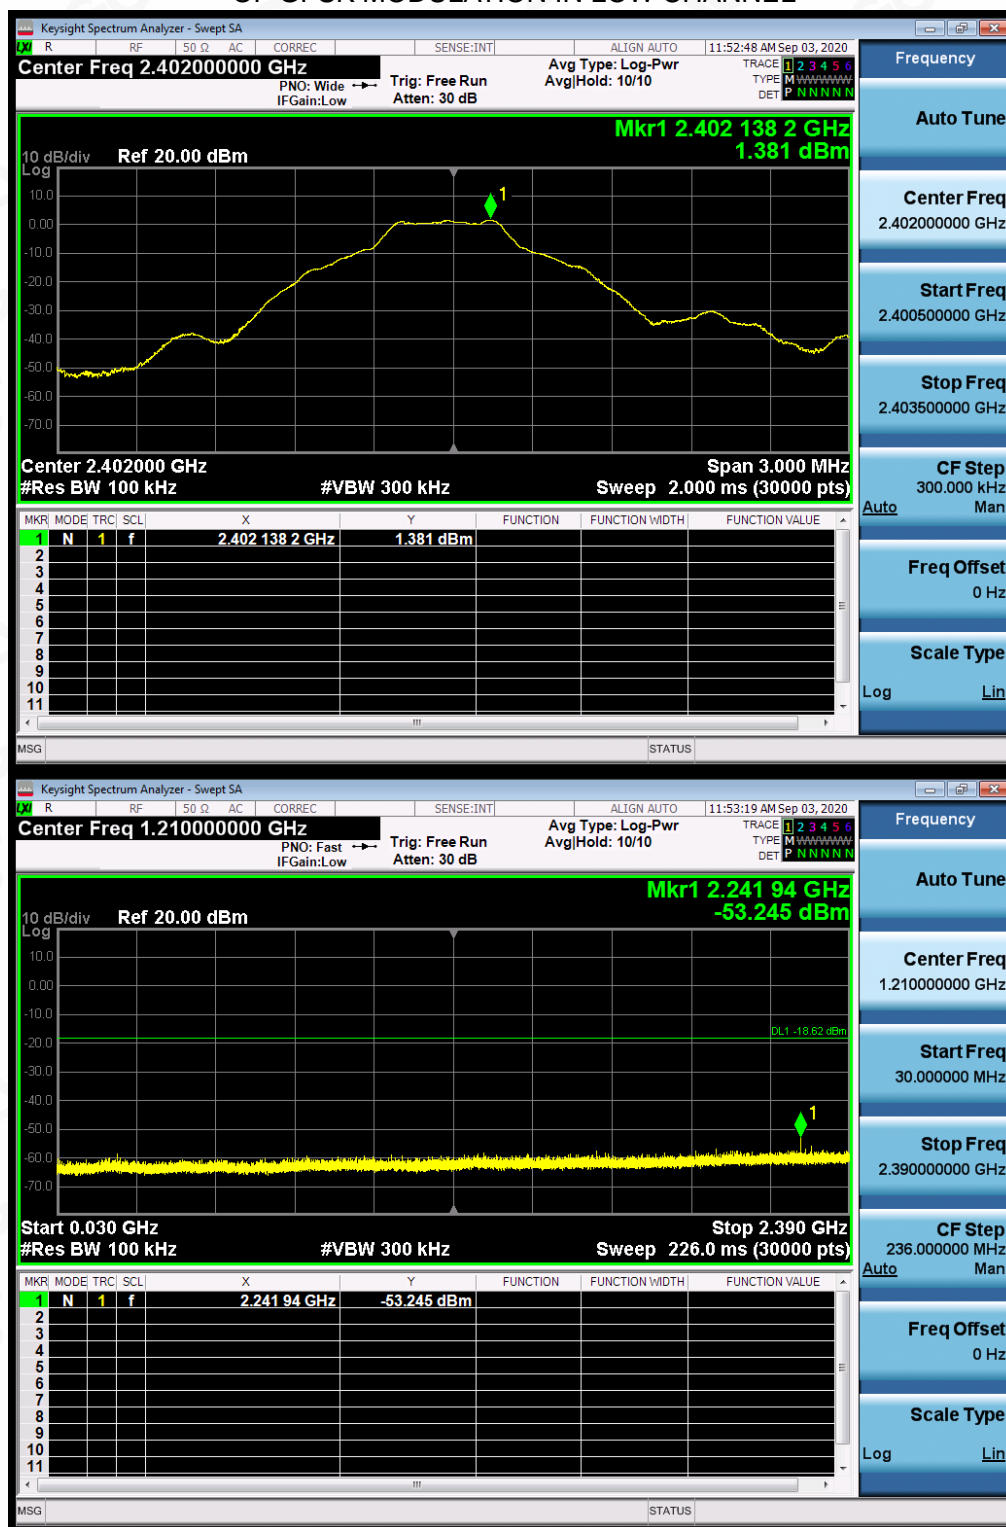 OF GFSK MODULATION IN LOW CHANNEL
Keysight Spectrum Analyzer - Swept SA
LXI R RF 50 Ω AC CORREC SENSE:INT ALIGN AUTO 11:52:48 AM Sep 03, 2020
Center Freq 2.402000000 GHz
PNO: Wide
IFGain:Low
Trig: Free Run
Atten: 30 dB
Avg Type: Log-Pwr
Avg|Hold: 10/10
TRACE 1 2 3 4 5 6
TYPE M WWWWW
DET P N N N N N
Mkr1 2.402 138 2 GHz
1.381 dBm
10 dB/div Ref 20.00 dBm
Log
10.0
0.00
-10.0
-20.0
-30.0
-40.0
-50.0
-60.0
-70.0
1
Center 2.402000 GHz Span 3.000 MHz
#Res BW 100 kHz #VBW 300 kHz Sweep 2.000 ms (30000 pts)
MKR MODE TRC SCL X Y FUNCTION FUNCTION WIDTH FUNCTION VALUE
1 N 1 f 2.402 138 2 GHz 1.381 dBm
2
3
4
5
6
7
8
9
10
11
MSG STATUS
Frequency
Auto Tune
Center Freq
2.402000000 GHz
Start Freq
2.400500000 GHz
Stop Freq
2.403500000 GHz
CF Step
300.000 kHz
Auto Man
Freq Offset
0 Hz
Scale Type
Log Lin
Keysight Spectrum Analyzer - Swept SA
LXI R RF 50 Ω AC CORREC SENSE:INT ALIGN AUTO 11:53:19 AM Sep 03, 2020
Center Freq 1.210000000 GHz
PNO: Fast
IFGain:Low
Trig: Free Run
Atten: 30 dB
Avg Type: Log-Pwr
Avg|Hold: 10/10
TRACE 1 2 3 4 5 6
TYPE M WWWWW
DET P N N N N N
Mkr1 2.241 94 GHz
-53.245 dBm
10 dB/div Ref 20.00 dBm
Log
10.0
0.00
-10.0
-20.0
-30.0
-40.0
-50.0
-60.0
-70.0
DL1 -18.62 dBm
1
Start 0.030 GHz Stop 2.390 GHz
#Res BW 100 kHz #VBW 300 kHz Sweep 226.0 ms (30000 pts)
MKR MODE TRC SCL X Y FUNCTION FUNCTION WIDTH FUNCTION VALUE
1 N 1 f 2.241 94 GHz -53.245 dBm
2
3
4
5
6
7
8
9
10
11
MSG STATUS
Frequency
Auto Tune
Center Freq
1.210000000 GHz
Start Freq
30.000000 MHz
Stop Freq
2.390000000 GHz
CF Step
236.000000 MHz
Auto Man
Freq Offset
0 Hz
Scale Type
Log Lin